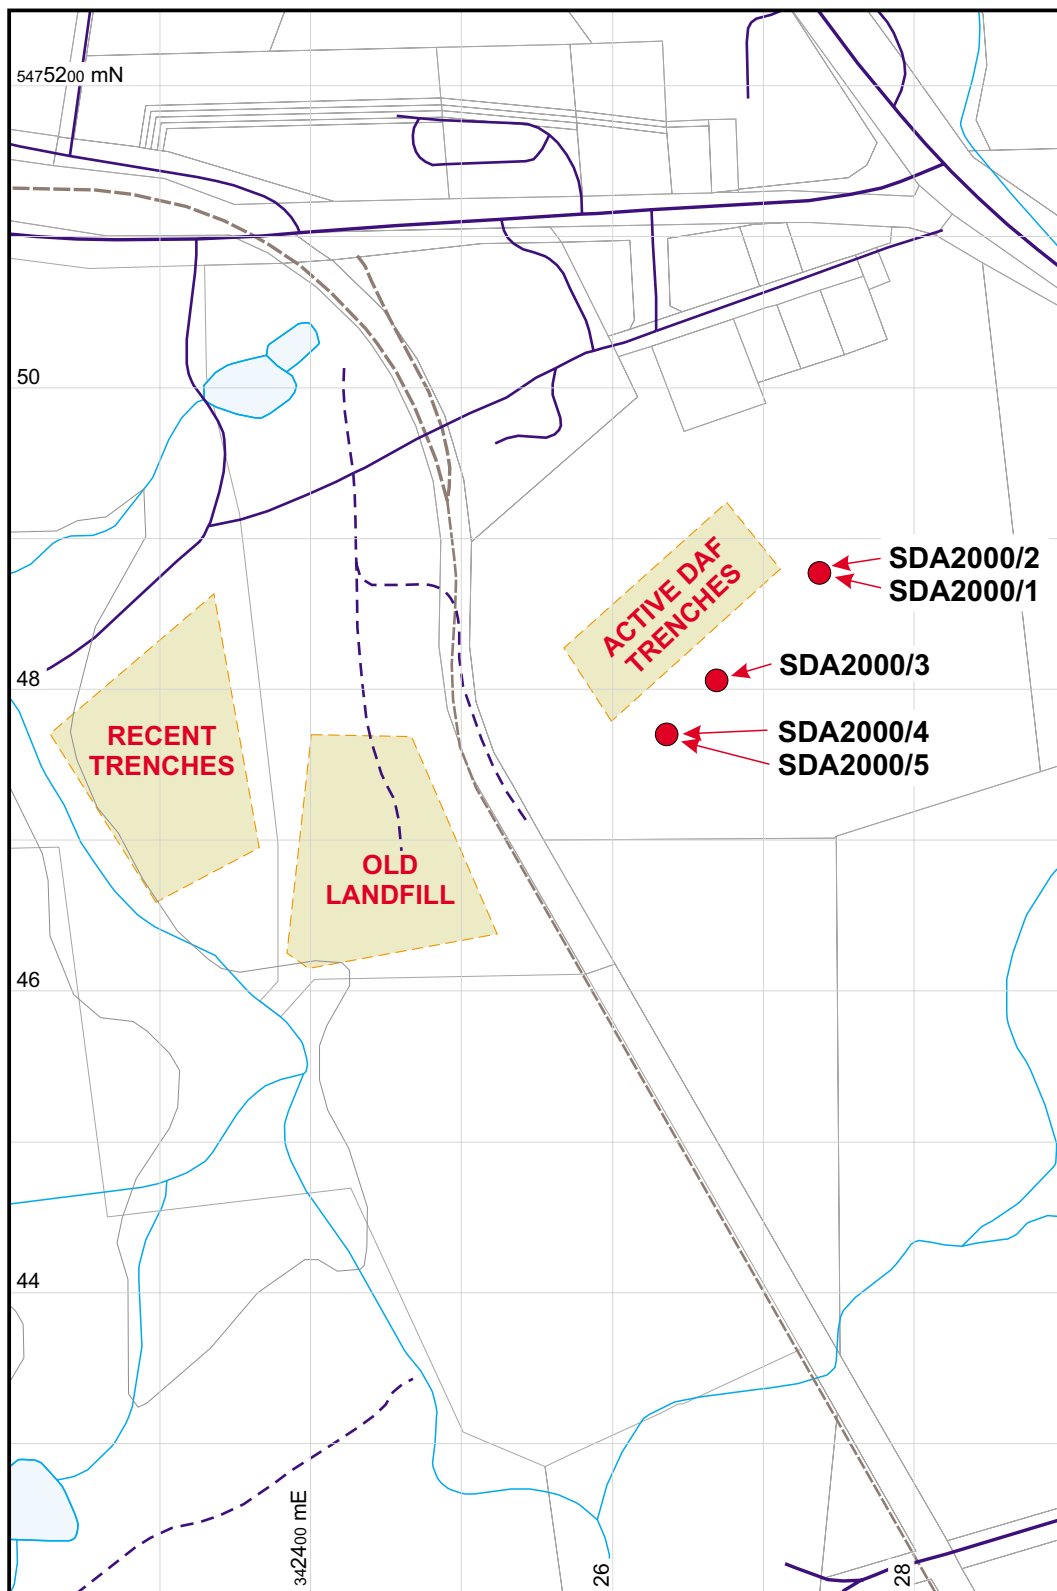 5475200 mN
50
ACTIVE DAF
TRENCHES
SDA2000/2
SDA2000/1
SDA2000/3
48
SDA2000/4
SDA2000/5
RECENT
TRENCHES
OLD
LANDFILL
46
44
3422400 mE
26
28